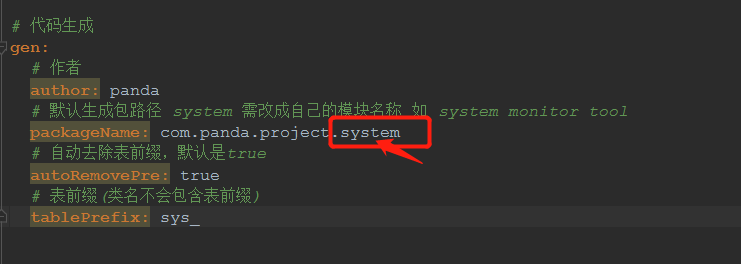 # 代码生成
gen:
# 作者
author: panda
# 默认生成包路径 system 需改成自己的模块名称 如 system monitor tool
packageName: com.panda.project.system
# 自动去除表前缀，默认是true
autoRemovePre: true
# 表前缀(类名不会包含表前缀)
tablePrefix: sys_